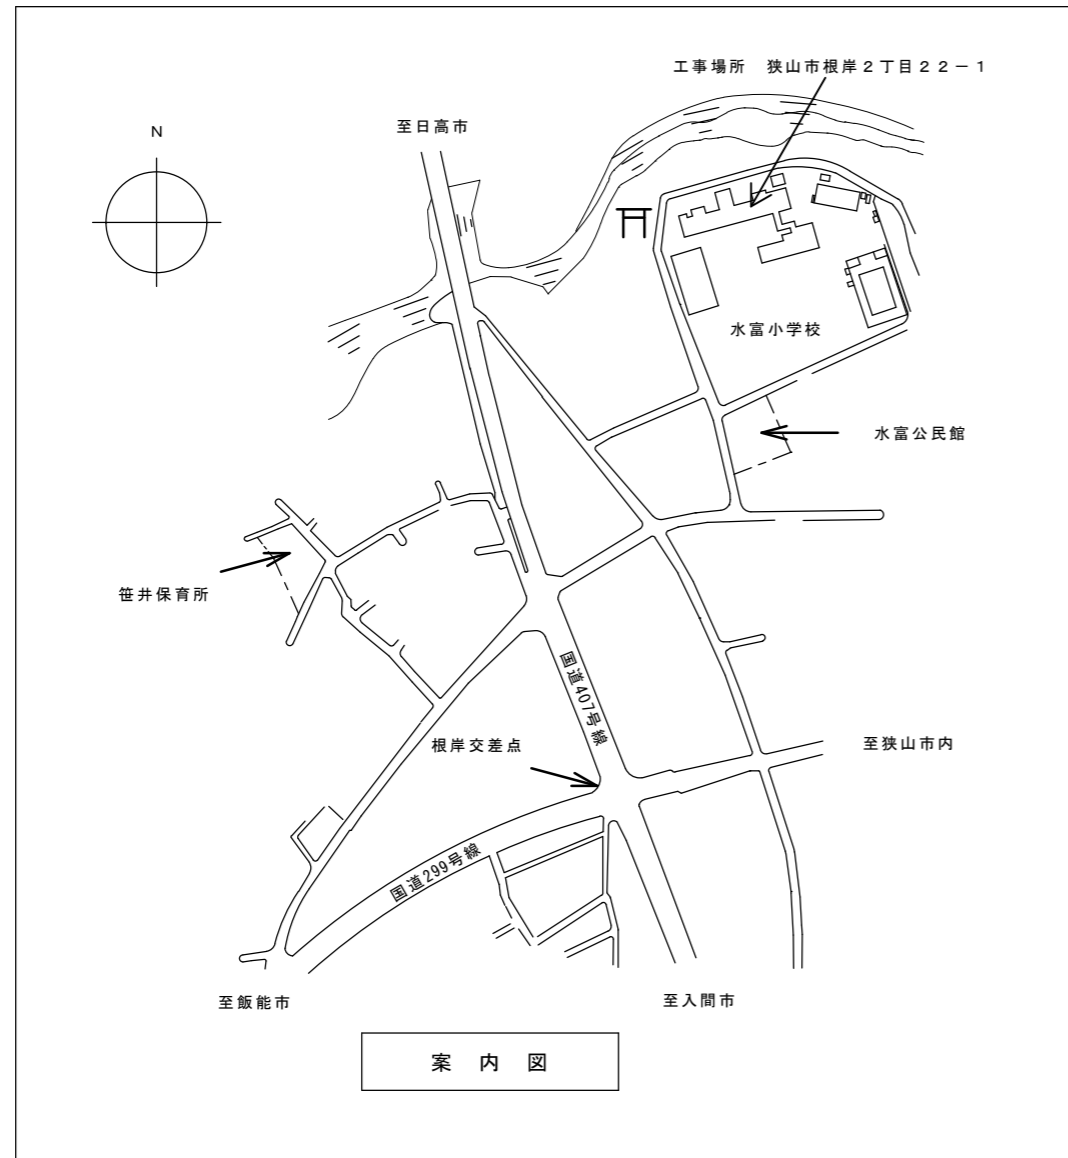 工事場所　狭山市根岸２丁目２２－１
至日高市
N
水富小学校
水富公民館
笹井保育所
国道407号線
根岸交差点
至狭山市内
国道299号線
至飯能市
至入間市
案　内　図